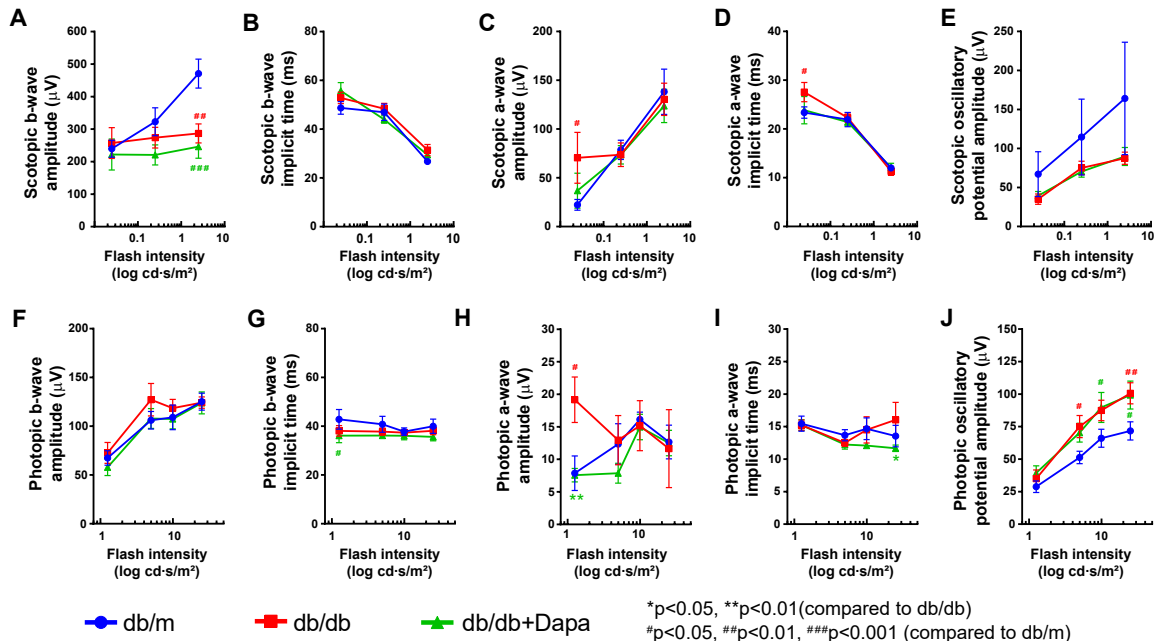 A
Scotopic b-wave
amplitude (µV)
600
500
400
300
200
100
0
##
###
0.1
1
10
Flash intensity
(log cd·s/m²)
B
Scotopic b-wave
implicit time (ms)
80
60
40
20
0
0.1
1
10
Flash intensity
(log cd·s/m²)
C
Scotopic a-wave
amplitude (µV)
200
150
100
50
0
#
0.1
1
10
Flash intensity
(log cd·s/m²)
D
Scotopic a-wave
implicit time (ms)
40
30
20
10
0
#
0.1
1
10
Flash intensity
(log cd·s/m²)
E
Scotopic oscillatory
potential amplitude (µV)
250
200
150
100
50
0
0.1
1
10
Flash intensity
(log cd·s/m²)
F
Photopic b-wave
amplitude (µV)
200
150
100
50
0
1
10
Flash intensity
(log cd·s/m²)
G
Photopic b-wave
implicit time (ms)
80
60
40
20
0
#
1
10
Flash intensity
(log cd·s/m²)
H
Photopic a-wave
amplitude (µV)
30
25
20
15
10
5
0
#
**
1
10
Flash intensity
(log cd·s/m²)
I
Photopic a-wave
implicit time (ms)
30
25
20
15
10
5
0
*
1
10
Flash intensity
(log cd·s/m²)
J
Photopic oscillatory
potential amplitude (µV)
150
125
100
75
50
25
0
#
#
##
#
1
10
Flash intensity
(log cd·s/m²)
db/m
db/db
db/db+Dapa
*p<0.05, **p<0.01(compared to db/db)
#p<0.05, ##p<0.01, ###p<0.001 (compared to db/m)